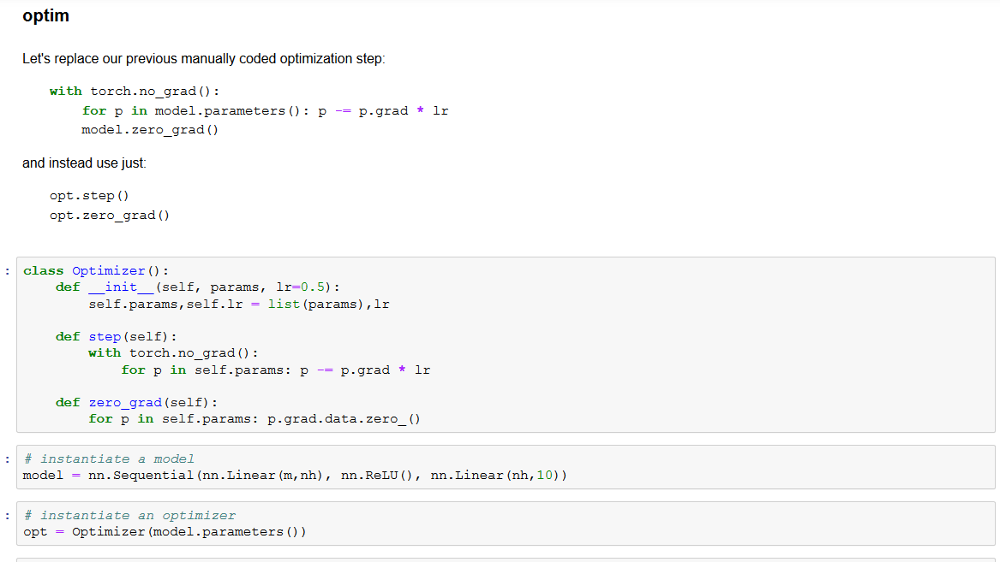 optim
Let's replace our previous manually coded optimization step:
with torch.no_grad():
    for p in model.parameters(): p -= p.grad * lr
    model.zero_grad()
and instead use just:
opt.step()
opt.zero_grad()
: class Optimizer():
    def __init__(self, params, lr=0.5):
        self.params,self.lr = list(params),lr
    def step(self):
        with torch.no_grad():
            for p in self.params: p -= p.grad * lr
    def zero_grad(self):
        for p in self.params: p.grad.data.zero_()
: # instantiate a model
model = nn.Sequential(nn.Linear(m,nh), nn.ReLU(), nn.Linear(nh,10))
: # instantiate an optimizer
opt = Optimizer(model.parameters())